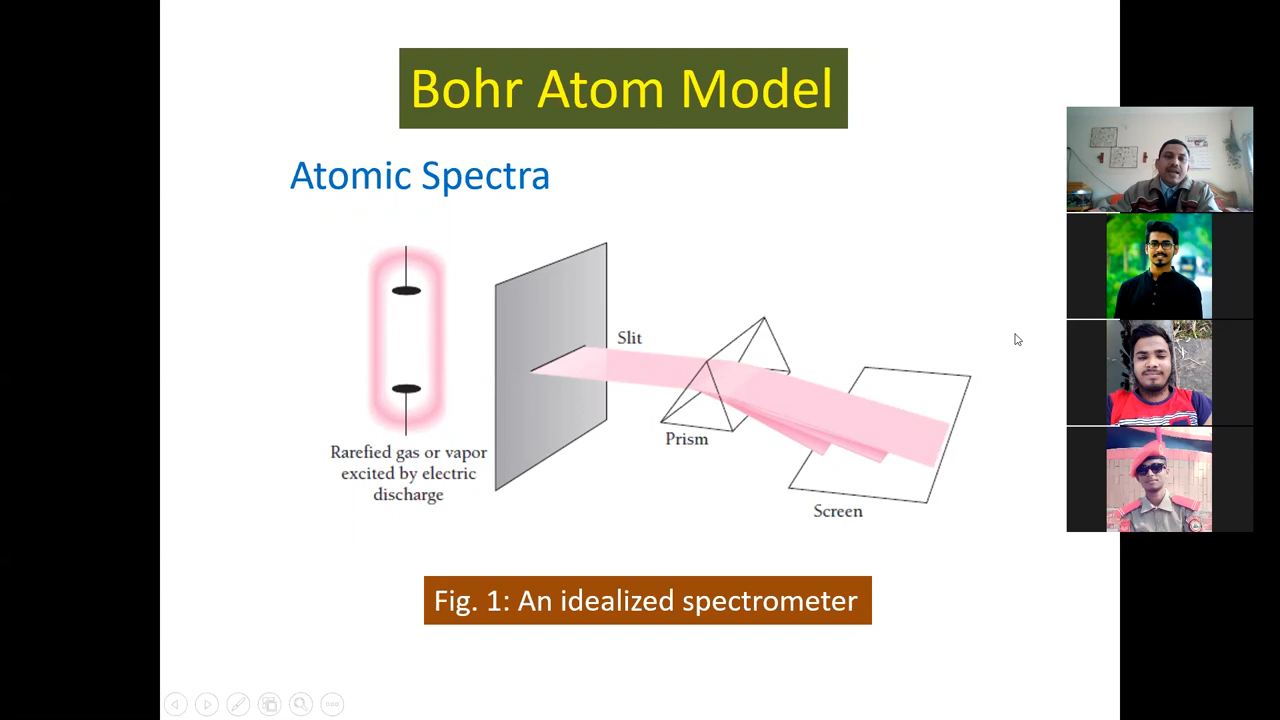 Bohr Atom Model
Atomic Spectra
Slit
Prism
Rarefied gas or vapor
excited by electric
discharge
Screen
Fig. 1: An idealized spectrometer